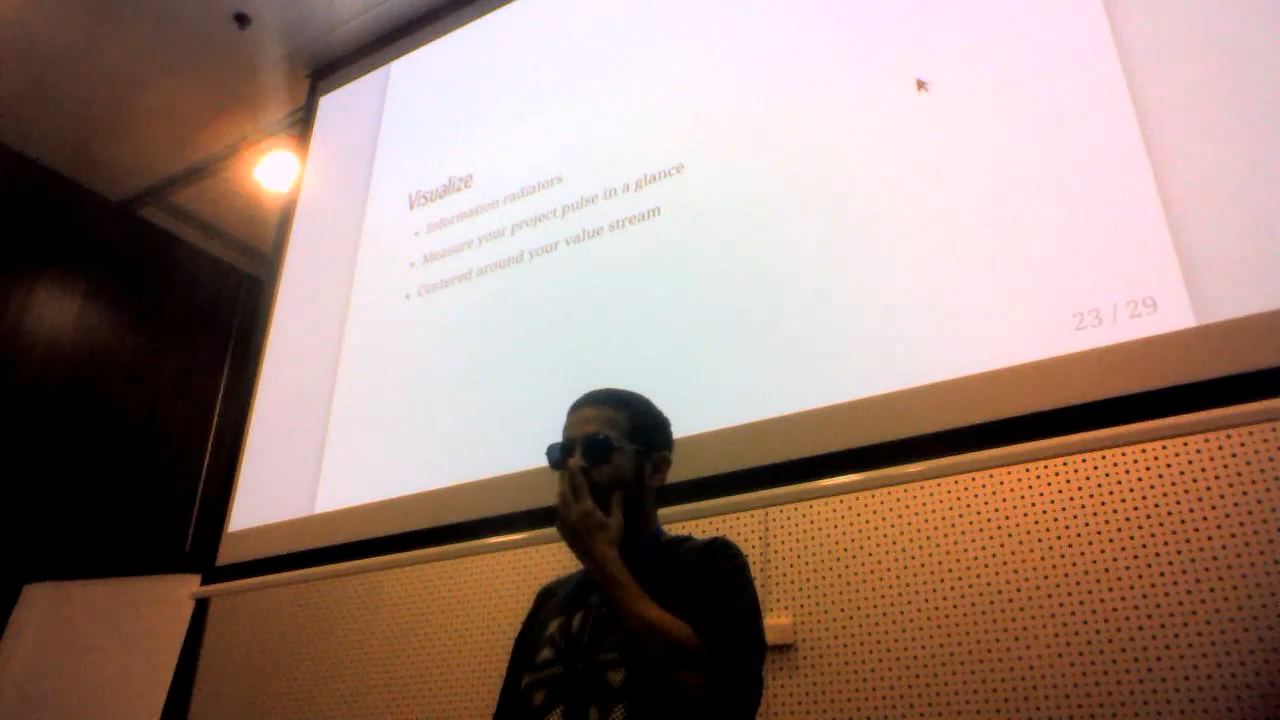 Visualize
• Information radiators
• Measure your project pulse in a glance
• Centered around your value stream
23 / 29